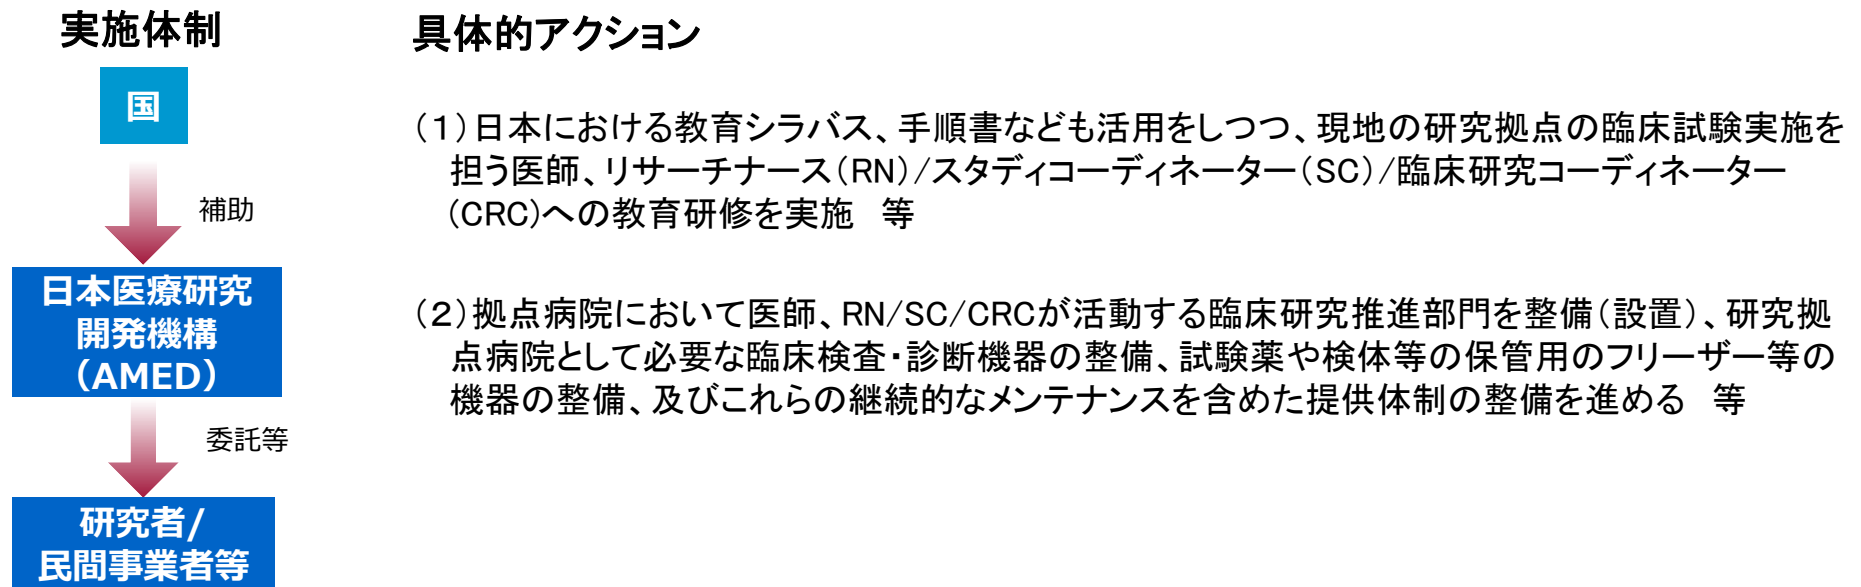 実施体制
国
補助
日本医療研究
開発機構
（AMED）
委託等
研究者/
民間事業者等
具体的アクション
（１）日本における教育シラバス、手順書なども活用をしつつ、現地の研究拠点の臨床試験実施を
担う医師、リサーチナース（RN）/スタディコーディネーター（SC）/臨床研究コーディネーター
(CRC)への教育研修を実施　等
（２）拠点病院において医師、RN/SC/CRCが活動する臨床研究推進部門を整備（設置）、研究拠
点病院として必要な臨床検査・診断機器の整備、試験薬や検体等の保管用のフリーザー等の
機器の整備、及びこれらの継続的なメンテナンスを含めた提供体制の整備を進める　等